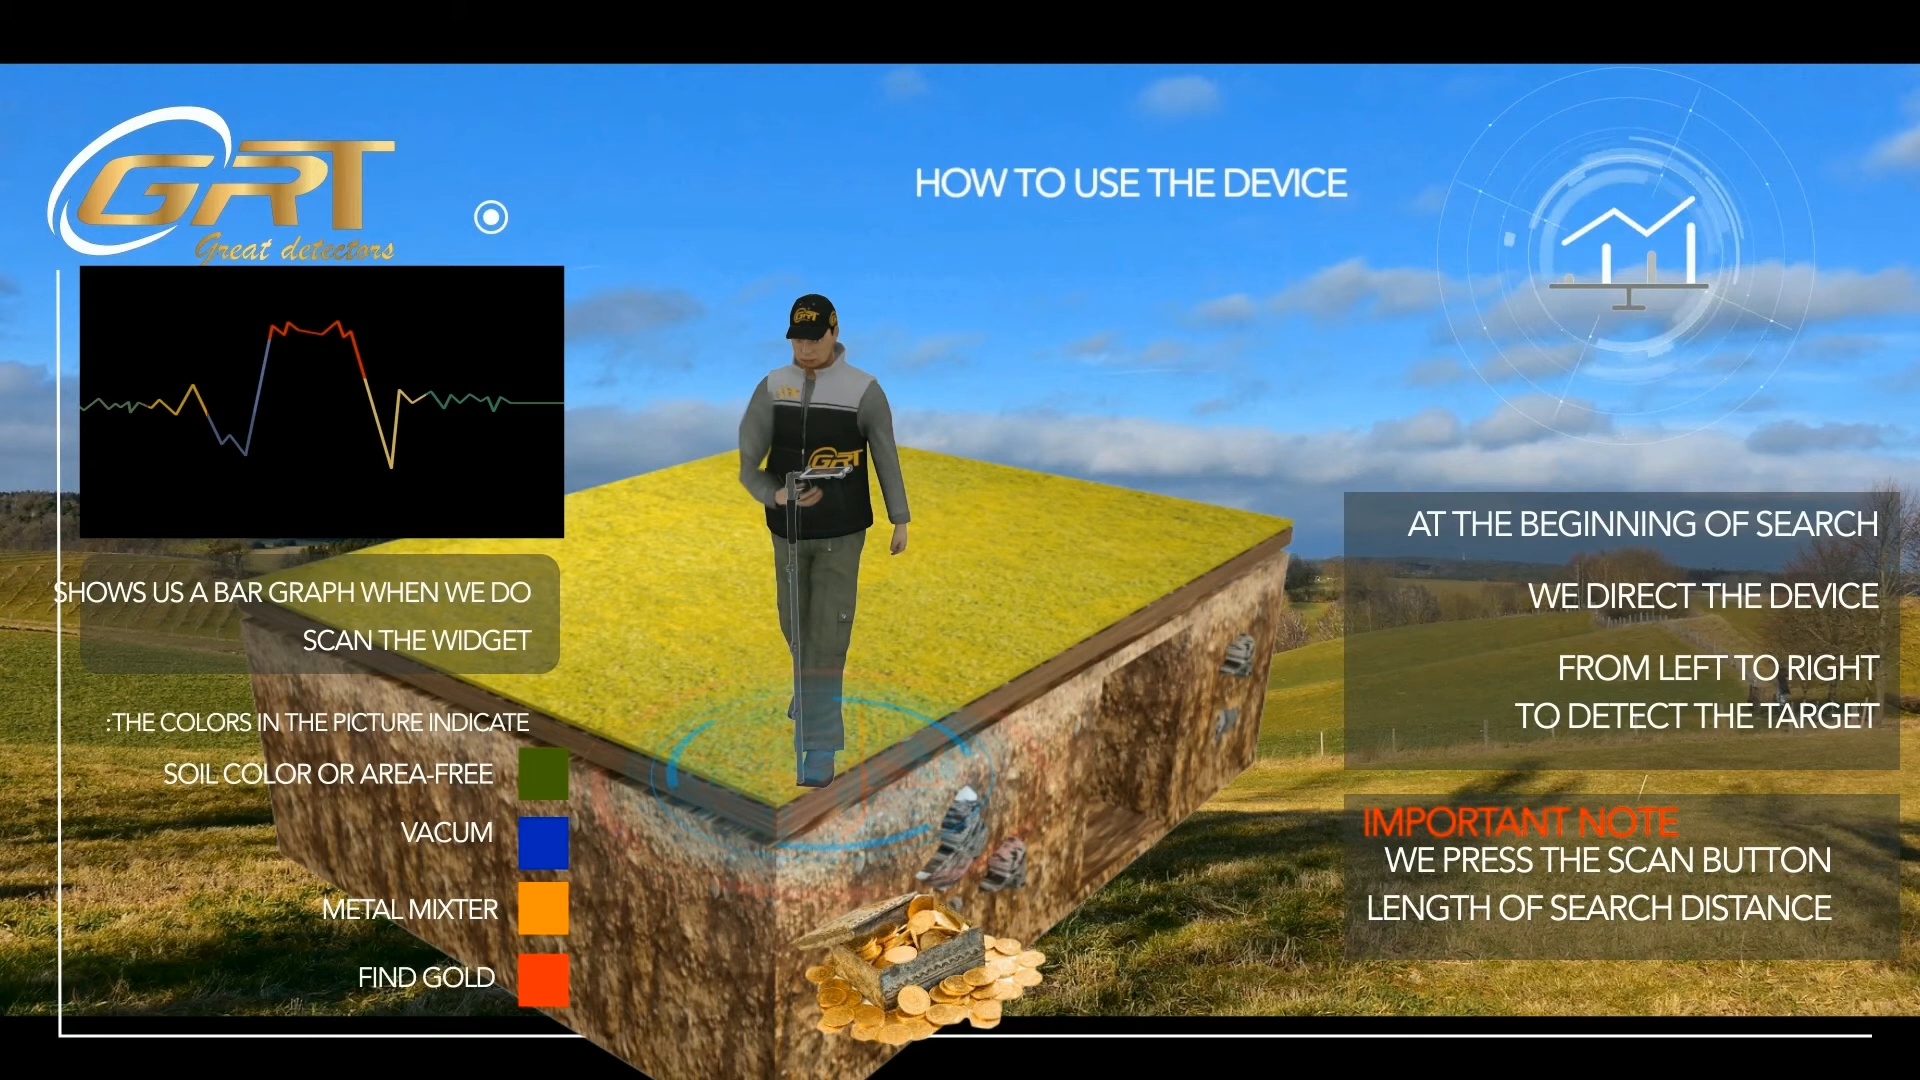 GRT
Great detectors
HOW TO USE THE DEVICE
GRT
GRT
SHOWS US A BAR GRAPH WHEN WE DO
SCAN THE WIDGET
:THE COLORS IN THE PICTURE INDICATE
SOIL COLOR OR AREA-FREE
VACUM
METAL MIXTER
FIND GOLD
AT THE BEGINNING OF SEARCH
WE DIRECT THE DEVICE
FROM LEFT TO RIGHT
TO DETECT THE TARGET
IMPORTANT NOTE
WE PRESS THE SCAN BUTTON
LENGTH OF SEARCH DISTANCE